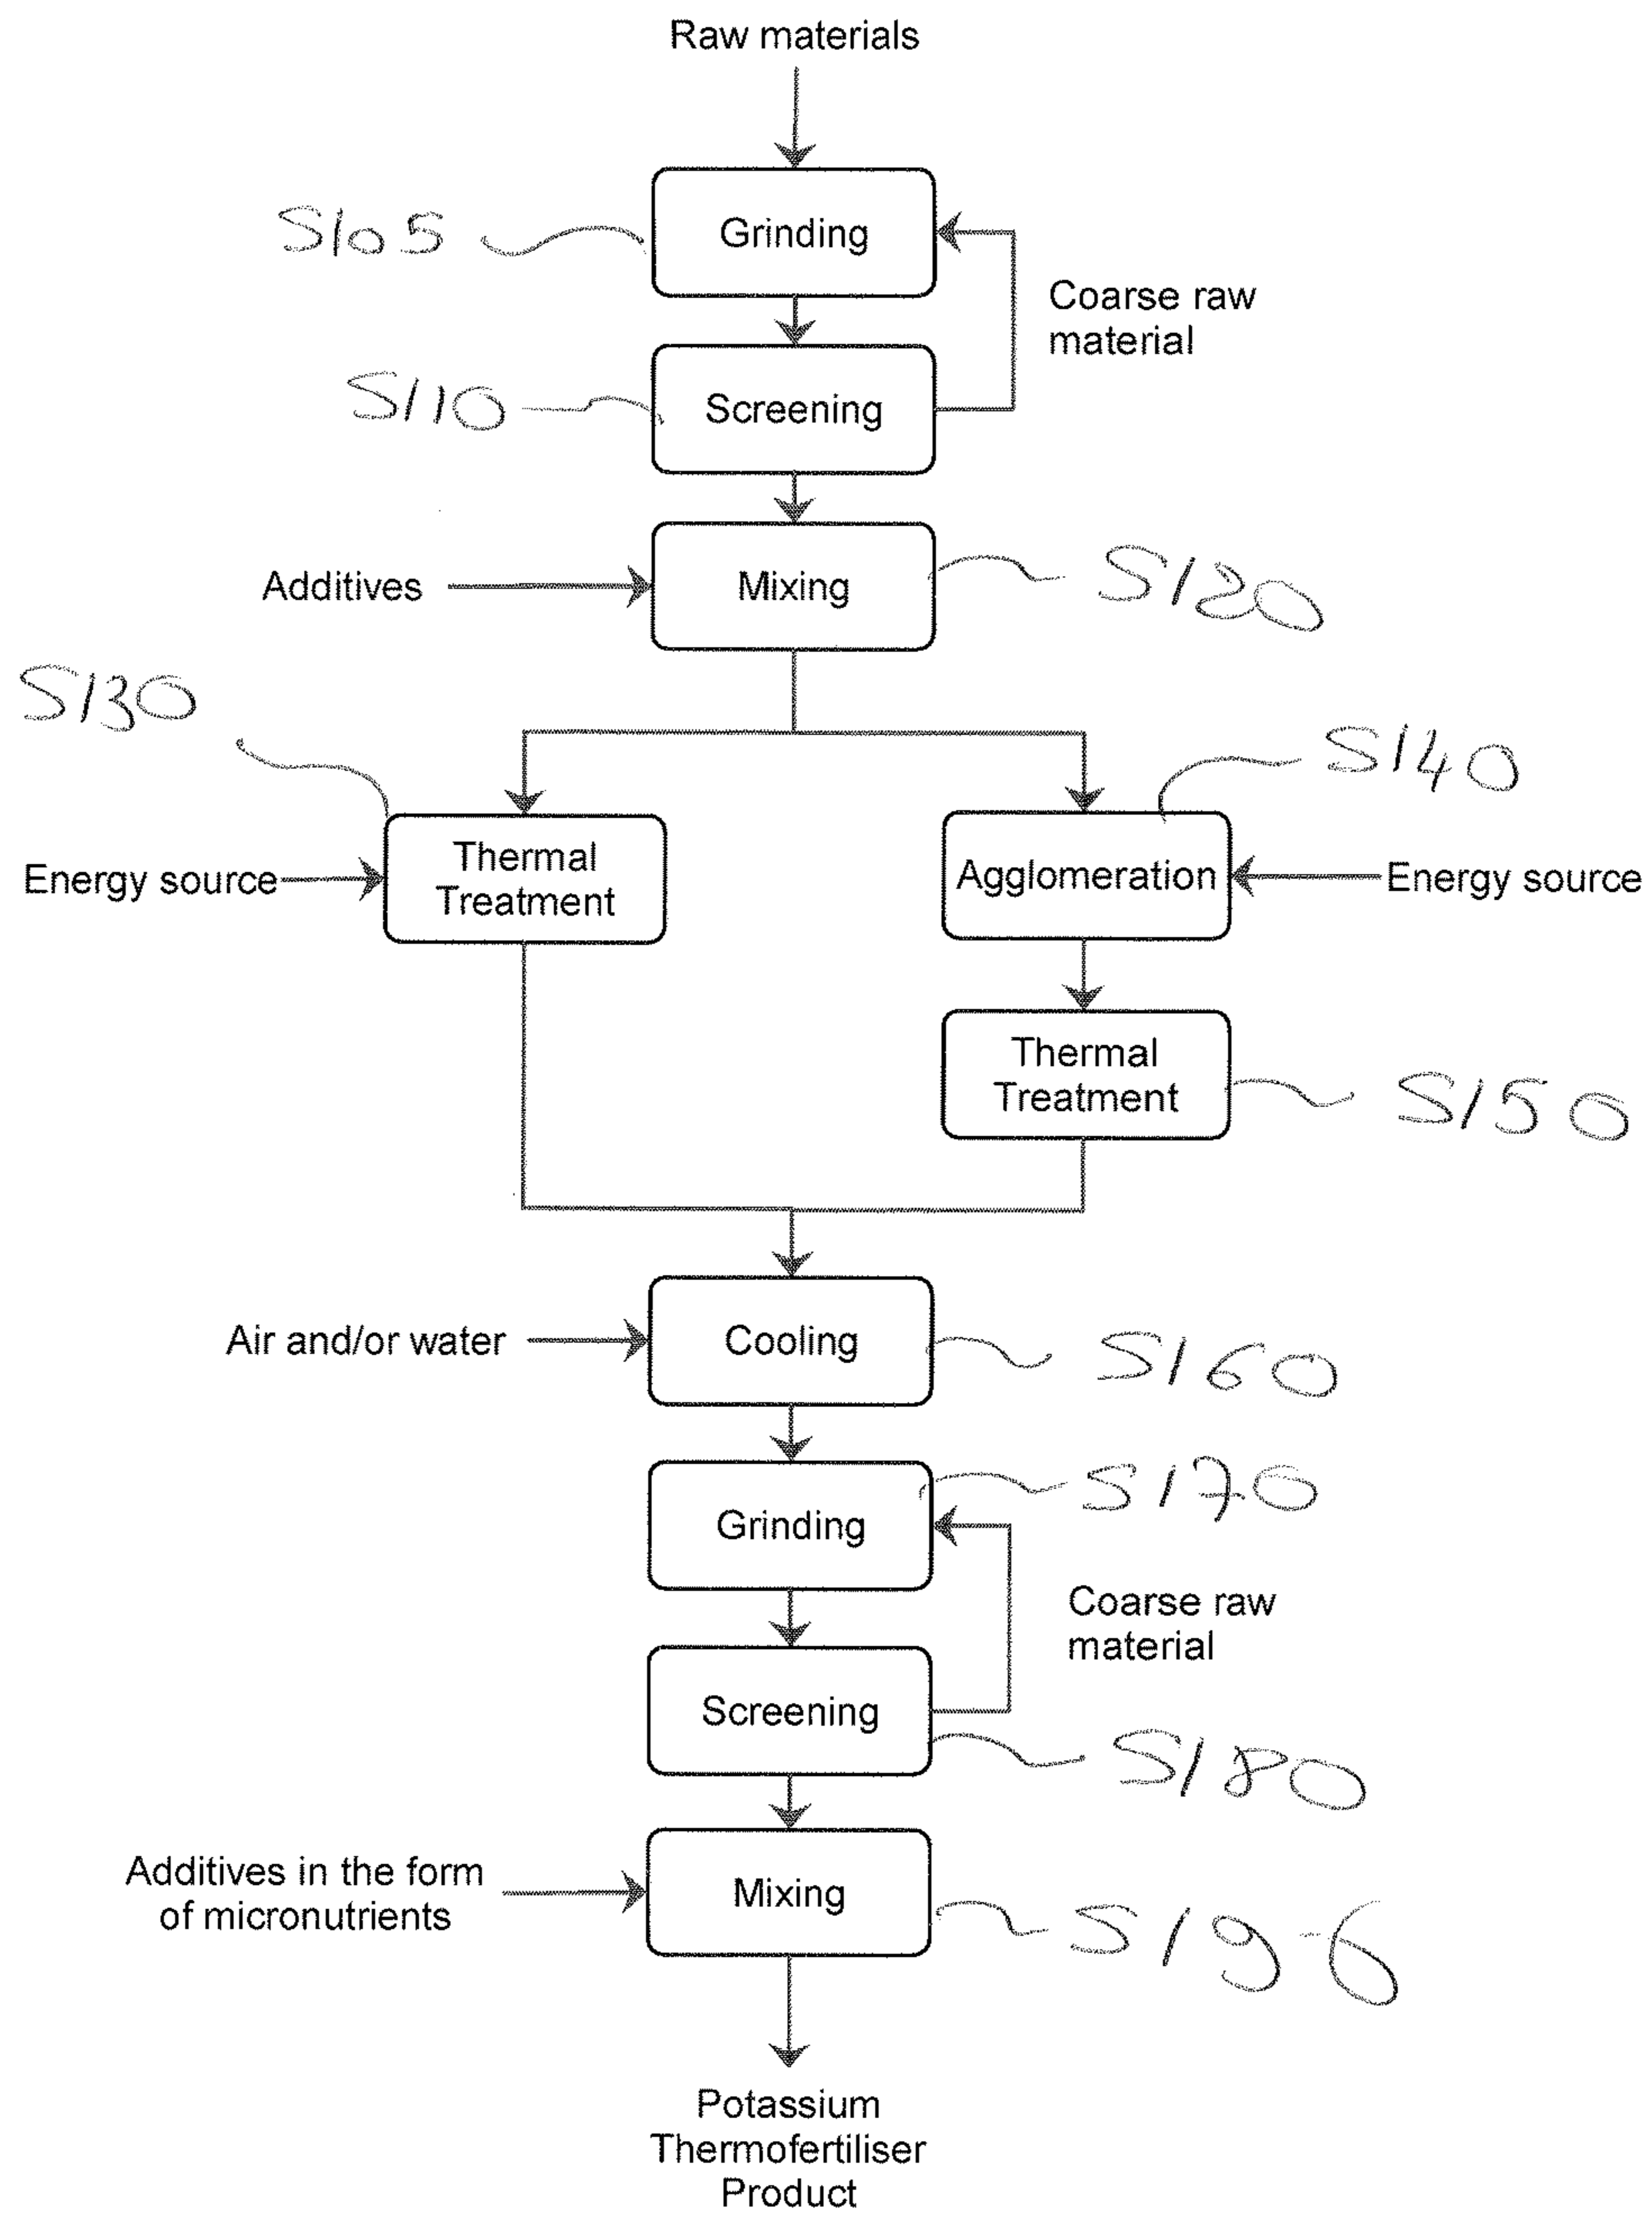 Raw materials
S105
Grinding
Coarse raw
material
S110
Screening
Additives
Mixing
S120
S130
S140
Energy source
Thermal
Treatment
Agglomeration
Energy source
Thermal
Treatment
S150
Air and/or water
Cooling
S160
S170
Grinding
Coarse raw
material
Screening
S180
Additives in the form
of micronutrients
Mixing
Potassium
Thermofertiliser
Product